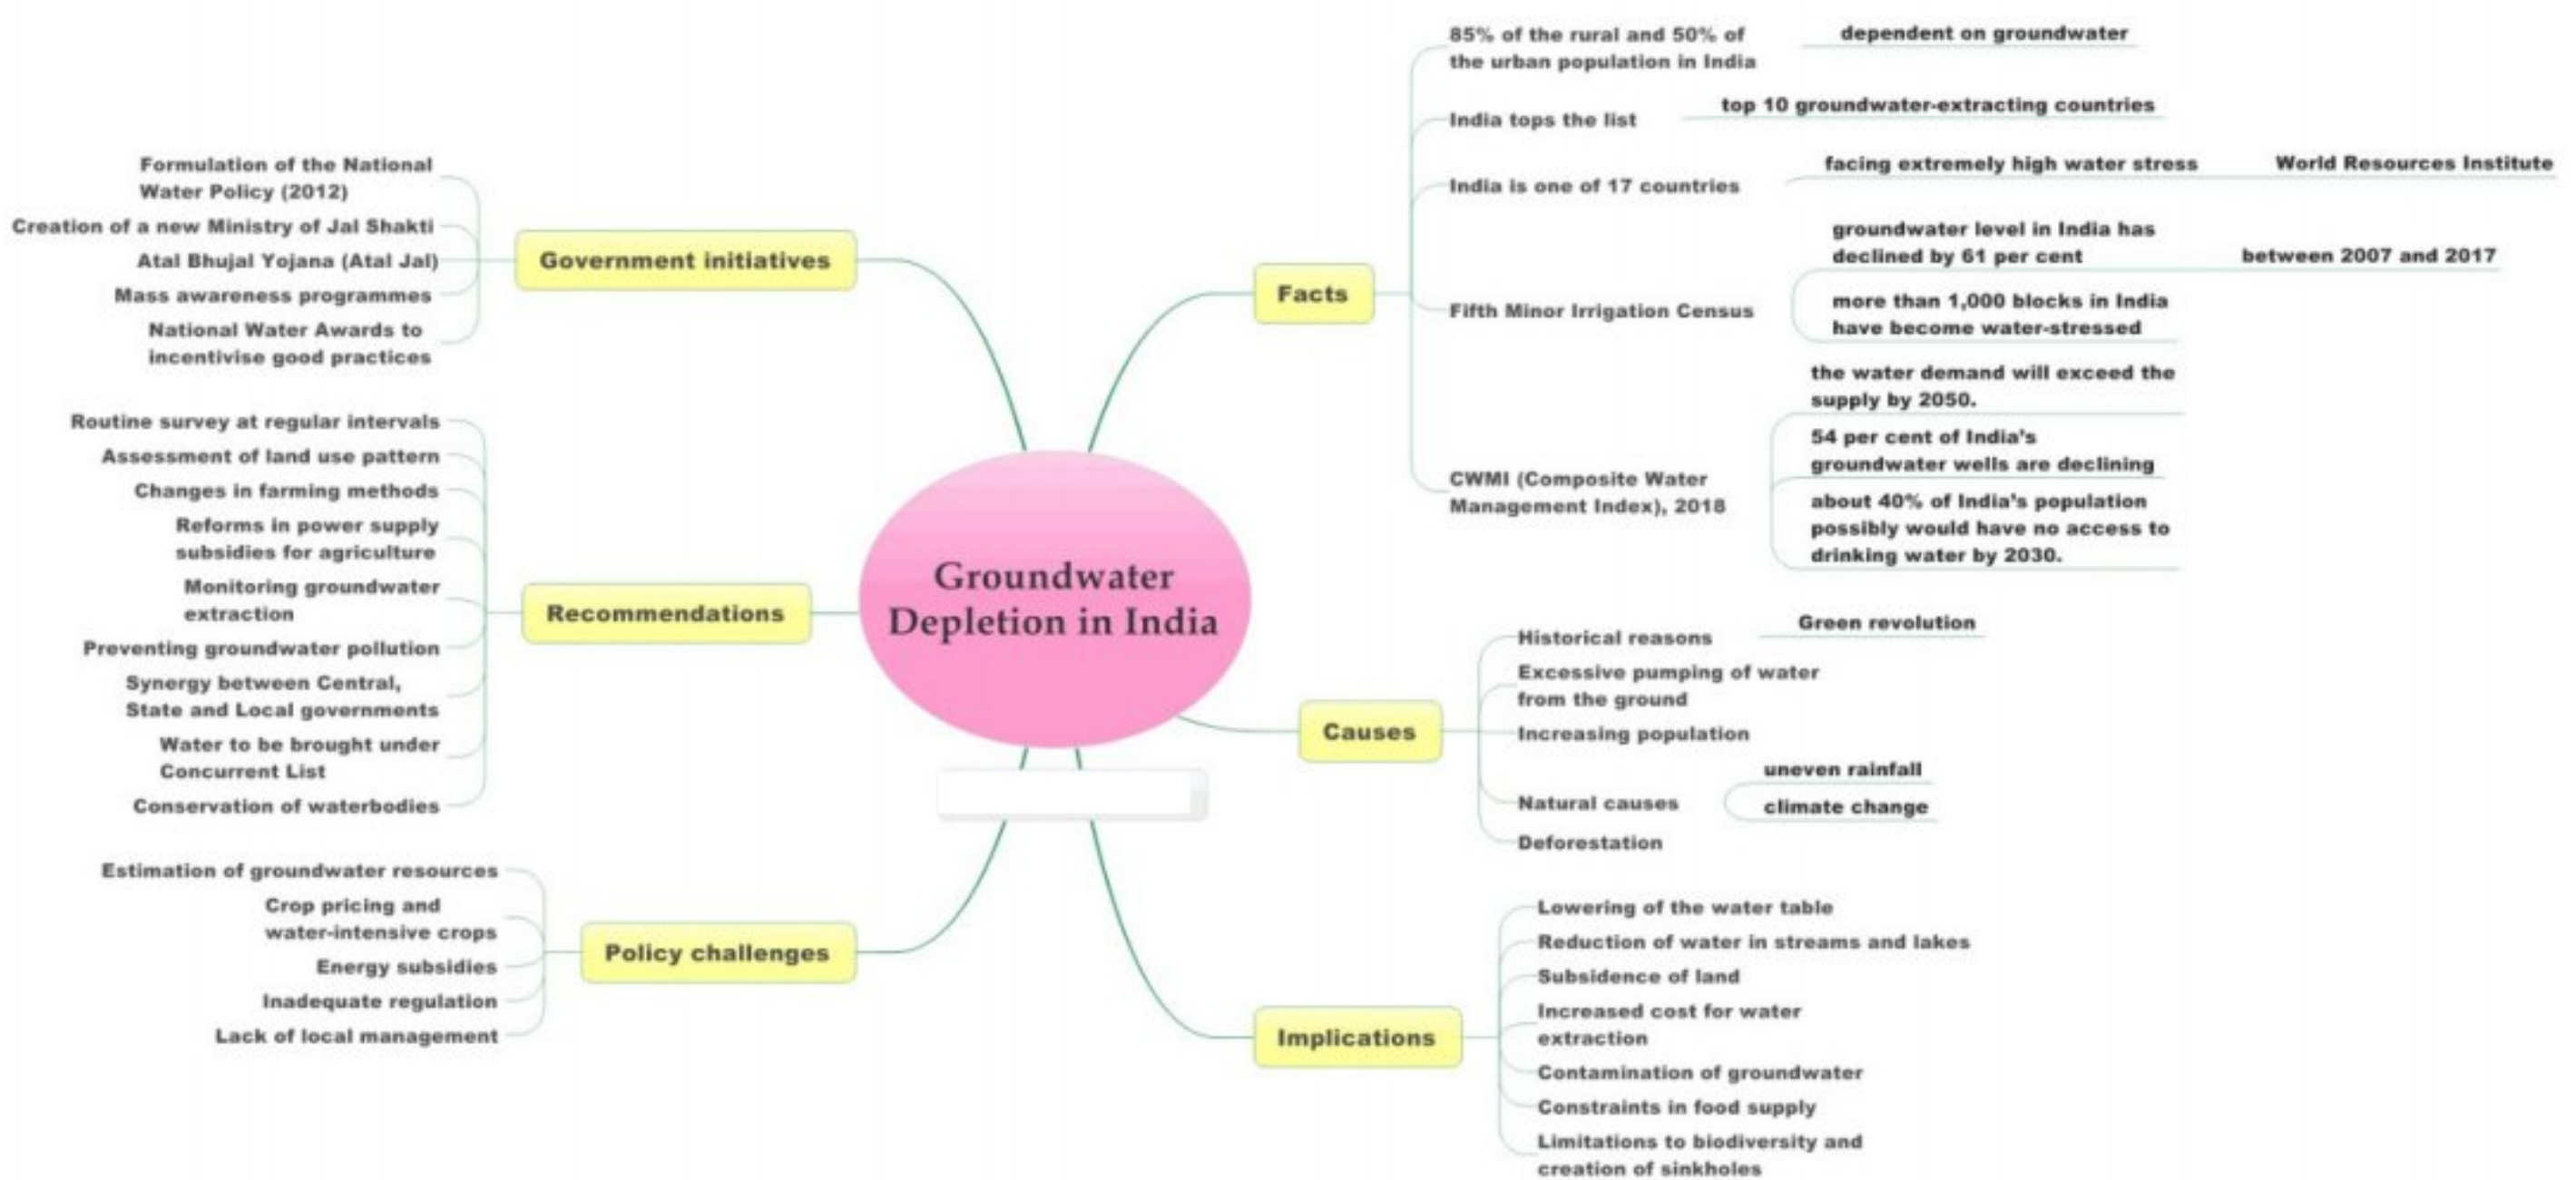 Groundwater
Depletion in India
Facts
85% of the rural and 50% of
the urban population in India
dependent on groundwater
India tops the list
top 10 groundwater-extracting countries
India is one of 17 countries
facing extremely high water stress
World Resources Institute
Fifth Minor Irrigation Census
groundwater level in India has
declined by 61 per cent
between 2007 and 2017
more than 1,000 blocks in India
have become water-stressed
CWMI (Composite Water
Management Index), 2018
the water demand will exceed the
supply by 2050.
54 per cent of India's
groundwater wells are declining
about 40% of India's population
possibly would have no access to
drinking water by 2030.
Causes
Historical reasons
Green revolution
Excessive pumping of water
from the ground
Increasing population
Natural causes
uneven rainfall
climate change
Deforestation
Implications
Lowering of the water table
Reduction of water in streams and lakes
Subsidence of land
Increased cost for water
extraction
Contamination of groundwater
Constraints in food supply
Limitations to biodiversity and
creation of sinkholes
Government initiatives
Formulation of the National
Water Policy (2012)
Creation of a new Ministry of Jal Shakti
Atal Bhujal Yojana (Atal Jal)
Mass awareness programmes
National Water Awards to
incentivise good practices
Recommendations
Routine survey at regular intervals
Assessment of land use pattern
Changes in farming methods
Reforms in power supply
subsidies for agriculture
Monitoring groundwater
extraction
Preventing groundwater pollution
Synergy between Central,
State and Local governments
Water to be brought under
Concurrent List
Conservation of waterbodies
Policy challenges
Estimation of groundwater resources
Crop pricing and
water-intensive crops
Energy subsidies
Inadequate regulation
Lack of local management